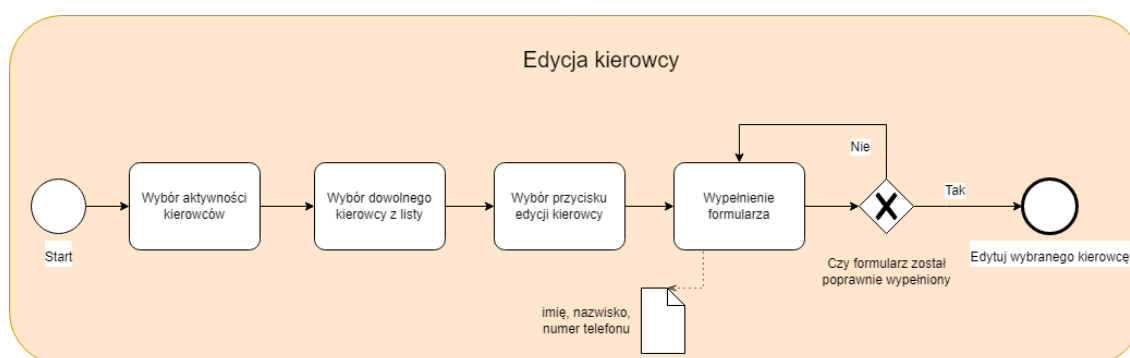 Edycja kierowcy
Wybór aktywności
kierowców
Wybór dowolnego
kierowcy z listy
Wybór przycisku
edycji kierowcy
Wypełnienie
formularza
Nie
Tak
Start
Czy formularz został
poprawnie wypełniony
Edytuj wybranego kierowcę
imię, nazwisko,
numer telefonu